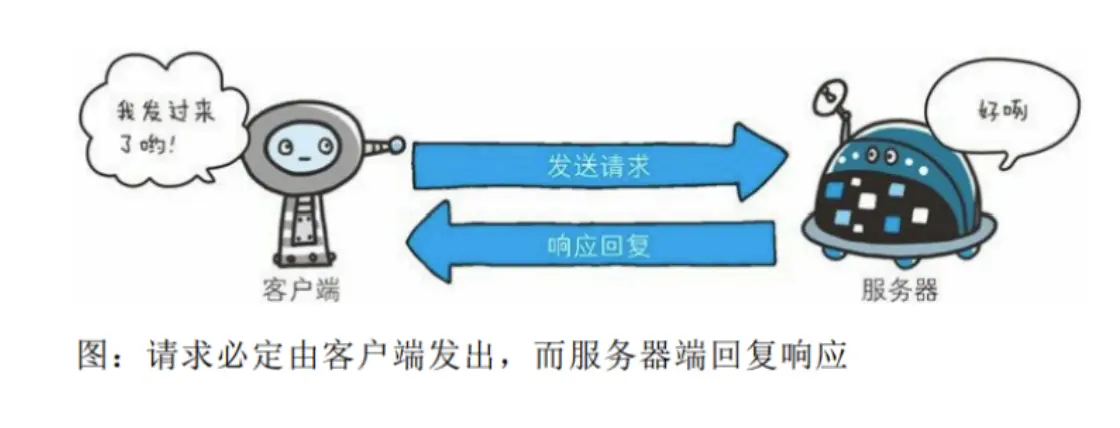 我发过来
了哟!
好咧
发送请求
响应回复
客户端
服务器
图：请求必定由客户端发出，而服务器端回复响应